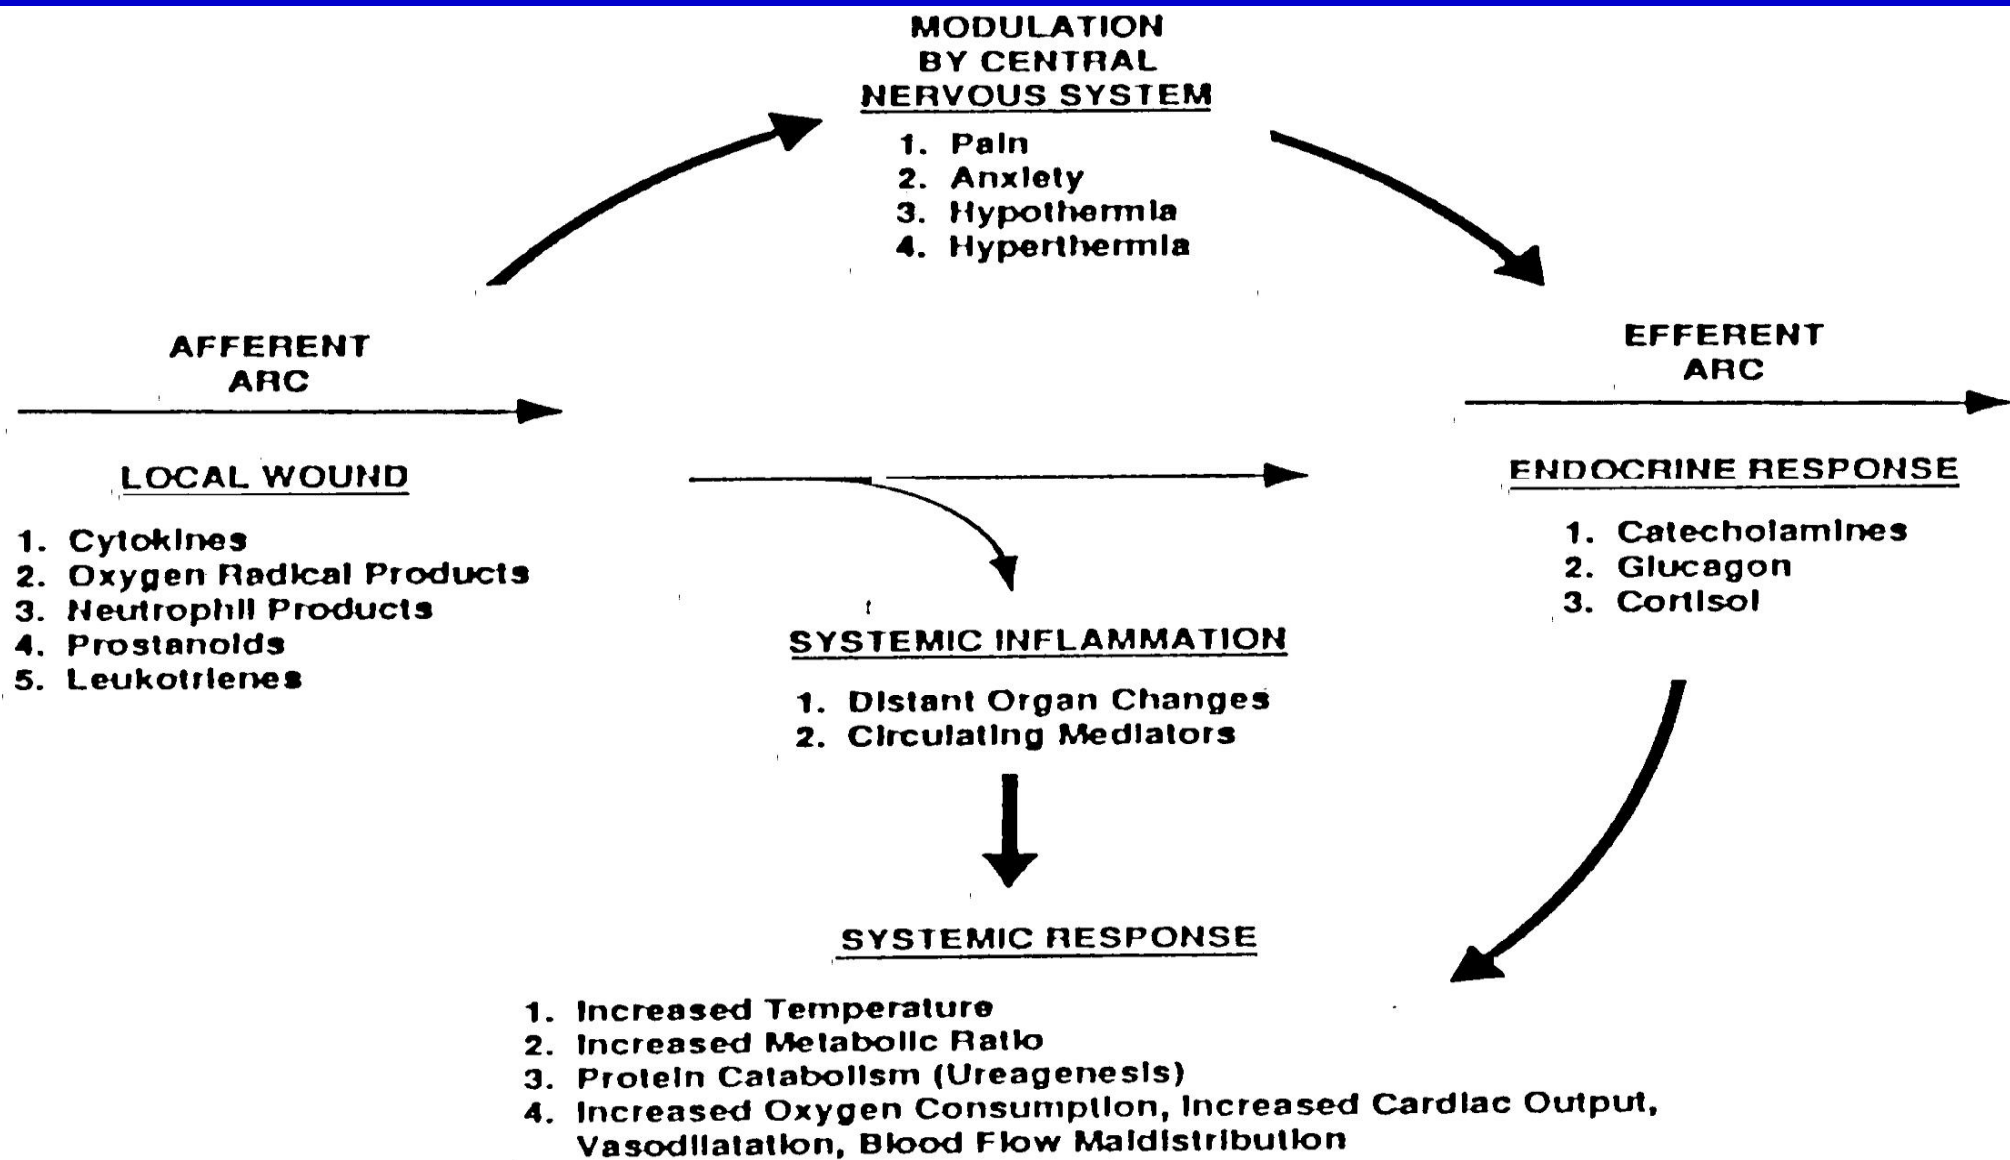 MODULATION
BY CENTRAL
NERVOUS SYSTEM
1. Pain
2. Anxiety
3. Hypothermia
4. Hyperthermia
AFFERENT
ARC
EFFERENT
ARC
LOCAL WOUND
1. Cytokines
2. Oxygen Radical Products
3. Neutrophil Products
4. Prostanoids
5. Leukotrienes
ENDOCRINE RESPONSE
1. Catecholamines
2. Glucagon
3. Cortisol
SYSTEMIC INFLAMMATION
1. Distant Organ Changes
2. Circulating Mediators
SYSTEMIC RESPONSE
1. Increased Temperature
2. Increased Metabolic Ratio
3. Protein Catabolism (Ureagenesis)
4. Increased Oxygen Consumption, Increased Cardiac Output,
Vasodilatation, Blood Flow Maldistribution